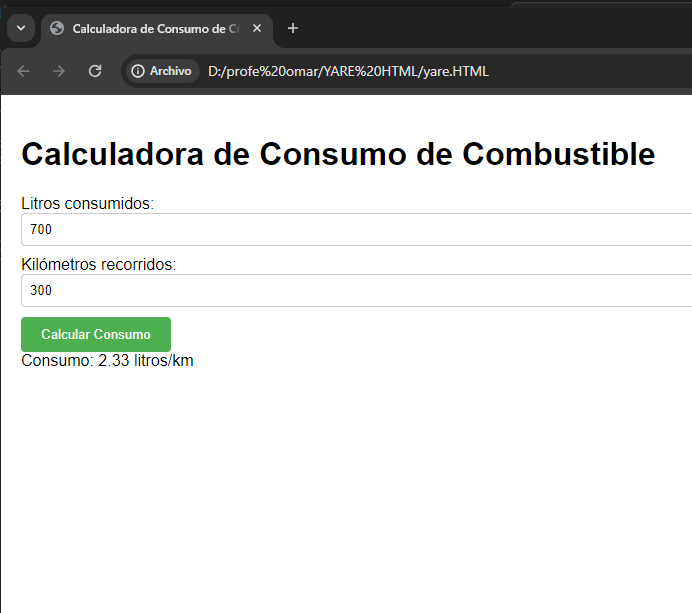 Calculadora de Consumo de Co
Archivo D:/profe%20omar/YARE%20HTML/yare.HTML
Calculadora de Consumo de Combustible
Litros consumidos:
700
Kilómetros recorridos:
300
Calcular Consumo
Consumo: 2.33 litros/km